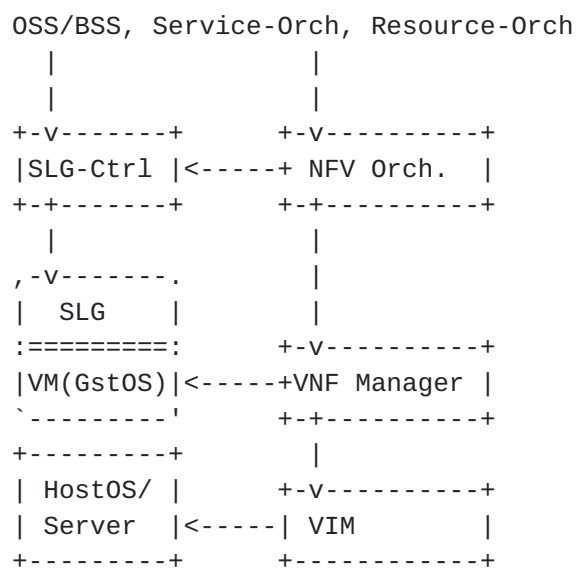 OSS/BSS, Service-Orch, Resource-Orch
  |                |
  |                |
+-v-------+      +-v----------+
|SLG-Ctrl |<-----+ NFV Orch.  |
+-+-------+      +-+----------+
  |                |
,-v-------.        |
|  SLG    |        |
:=========:      +-v----------+
|VM(GstOS)|<-----+VNF Manager |
`---------'      +-+----------+
+---------+        |
| HostOS/ |      +-v----------+
| Server  |<-----| VIM        |
+---------+      +------------+